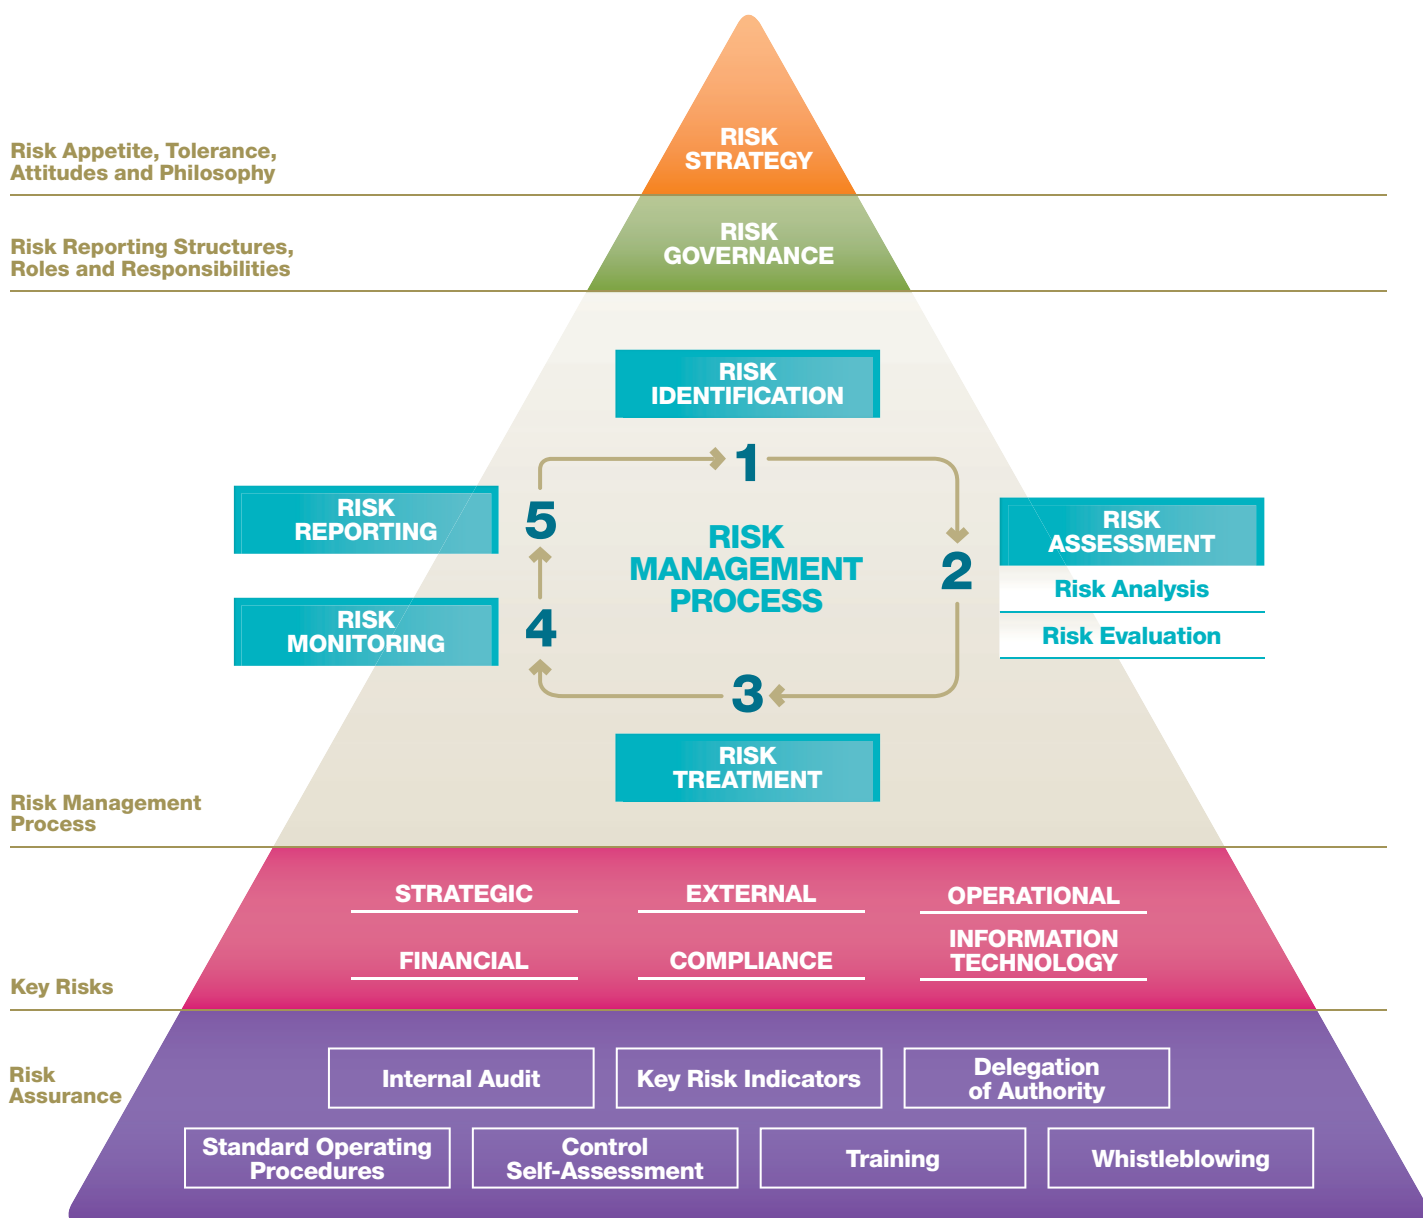 RISK
STRATEGY
Risk Appetite, Tolerance,
Attitudes and Philosophy
RISK
GOVERNANCE
Risk Reporting Structures,
Roles and Responsibilities
RISK
IDENTIFICATION
1
RISK
REPORTING
5
RISK
MANAGEMENT
PROCESS
2
RISK
ASSESSMENT
Risk Analysis
Risk Evaluation
RISK
MONITORING
4
3
RISK
TREATMENT
Risk Management
Process
STRATEGIC
EXTERNAL
OPERATIONAL
FINANCIAL
COMPLIANCE
INFORMATION
TECHNOLOGY
Key Risks
Risk
Assurance
Internal Audit
Key Risk Indicators
Delegation
of Authority
Standard Operating
Procedures
Control
Self-Assessment
Training
Whistleblowing